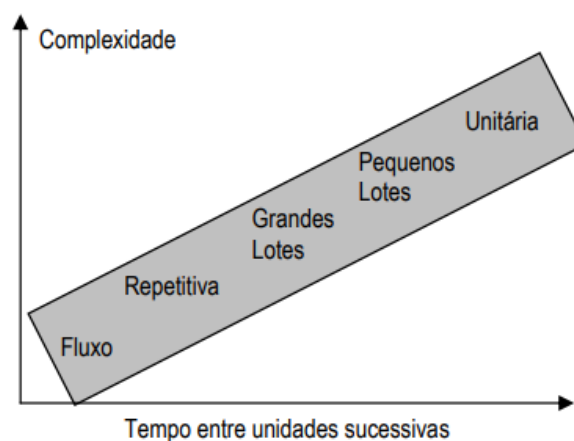 Complexidade
Unitária
Pequenos
Lotes
Grandes
Lotes
Repetitiva
Fluxo
Tempo entre unidades sucessivas